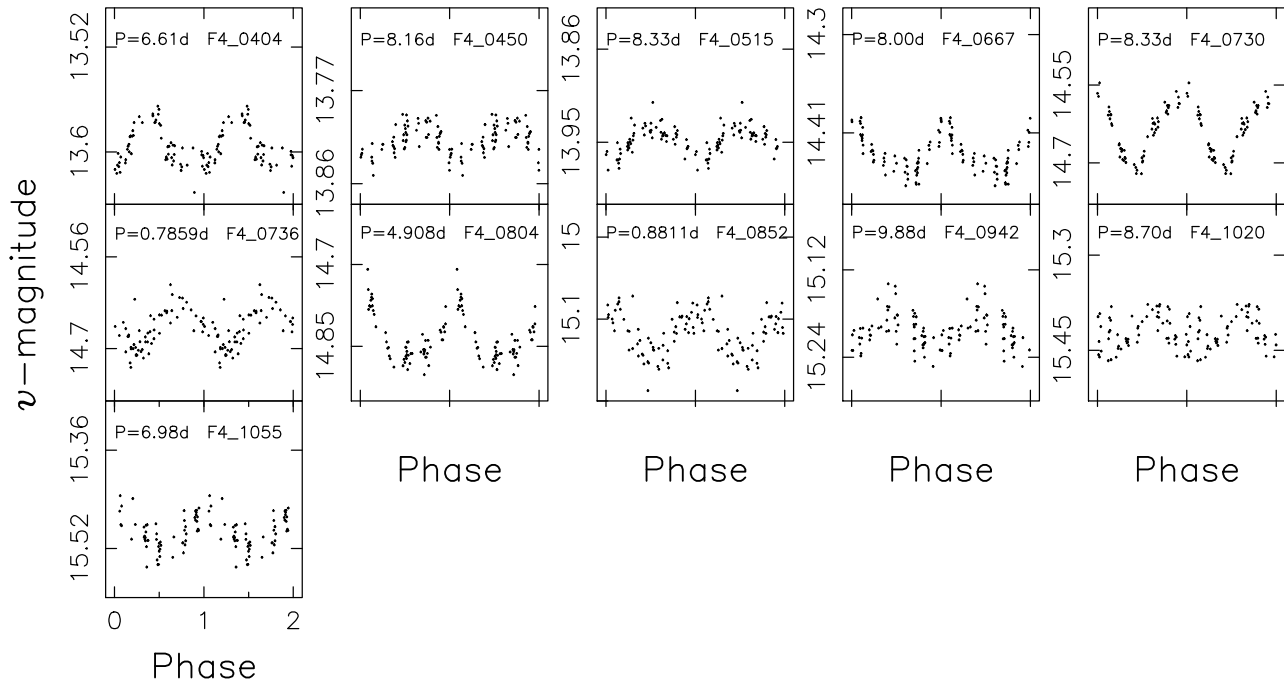 v-magnitude
P=6.61d F4_0404
13.52
13.6
P=8.16d F4_0450
13.77
13.86
P=8.33d F4_0515
13.86
13.95
P=8.00d F4_0667
14.3
14.41
P=8.33d F4_0730
14.55
14.7
P=0.7859d F4_0736
14.56
14.7
P=4.908d F4_0804
14.7
14.85
P=0.8811d F4_0852
15
15.1
P=9.88d F4_0942
15.12
15.24
P=8.70d F4_1020
15.3
15.45
P=6.98d F4_1055
15.36
15.52
Phase
Phase
Phase
Phase
0 1 2
Phase